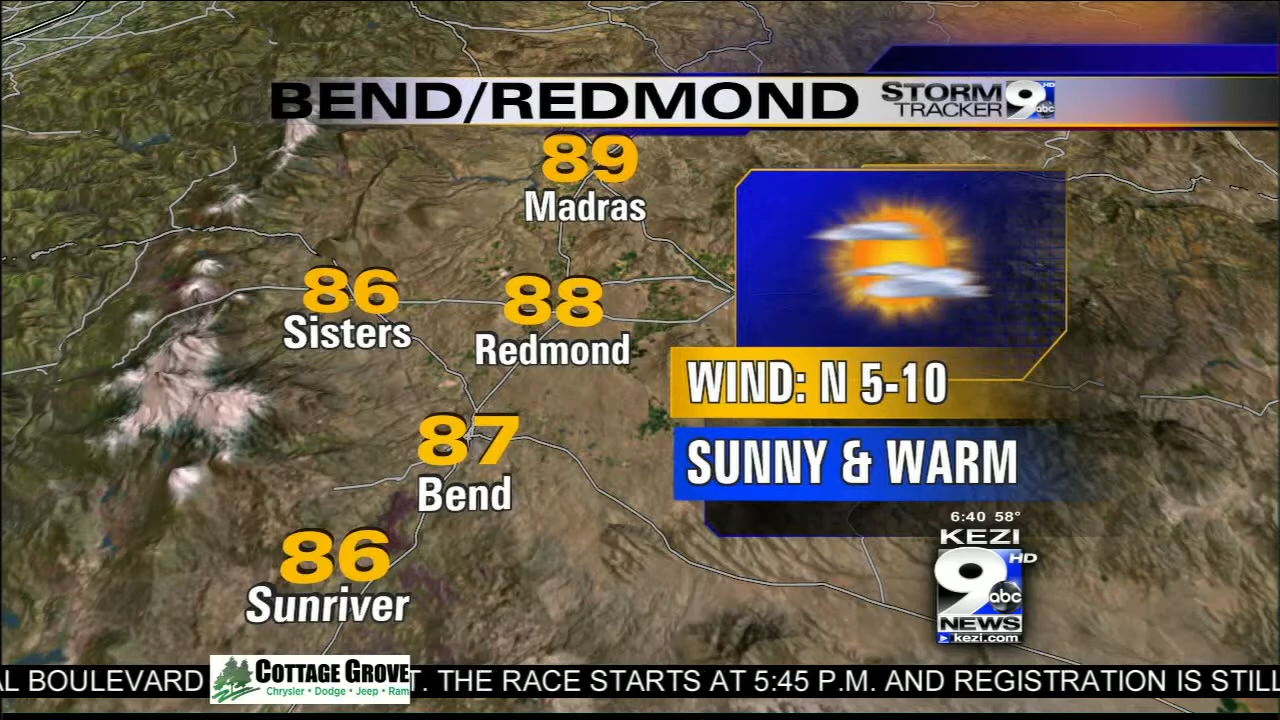 BEND/REDMOND
STORM TRACKER 9 HD abc
89
Madras
86
Sisters
88
Redmond
WIND: N 5-10
SUNNY & WARM
87
Bend
86
Sunriver
6:40 58°
KEZI
9 HD
abc
NEWS
kezi.com
AL BOULEVARD
COTTAGE GROVE
Chrysler • Dodge • Jeep • Ram
T. THE RACE STARTS AT 5:45 P.M. AND REGISTRATION IS STILL